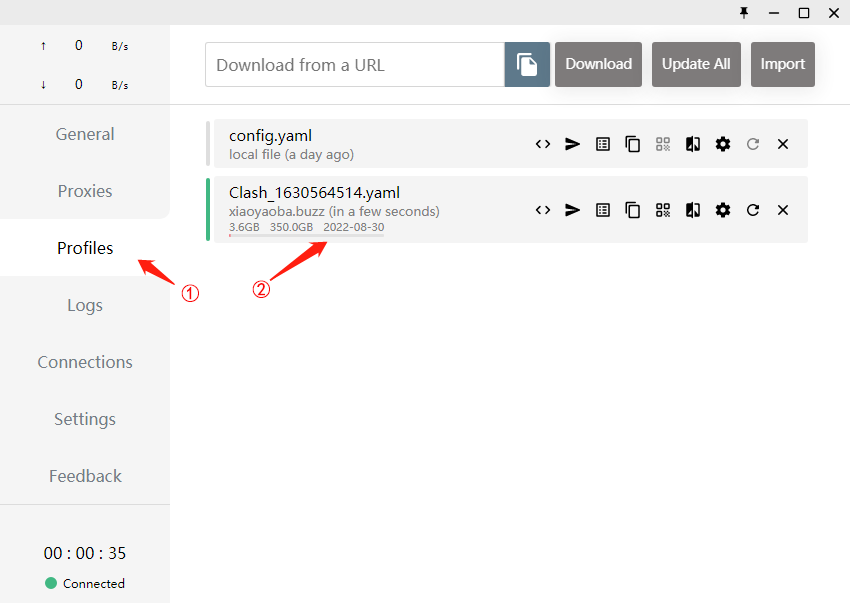 ↑ 0 B/s
↓ 0 B/s
General
Proxies
Profiles
Logs
Connections
Settings
Feedback
00 : 00 : 35
Connected
Download from a URL
Download
Update All
Import
config.yaml
local file (a day ago)
Clash_1630564514.yaml
xiaoyaoba.buzz (in a few seconds)
3.6GB 350.0GB 2022-08-30
①
②